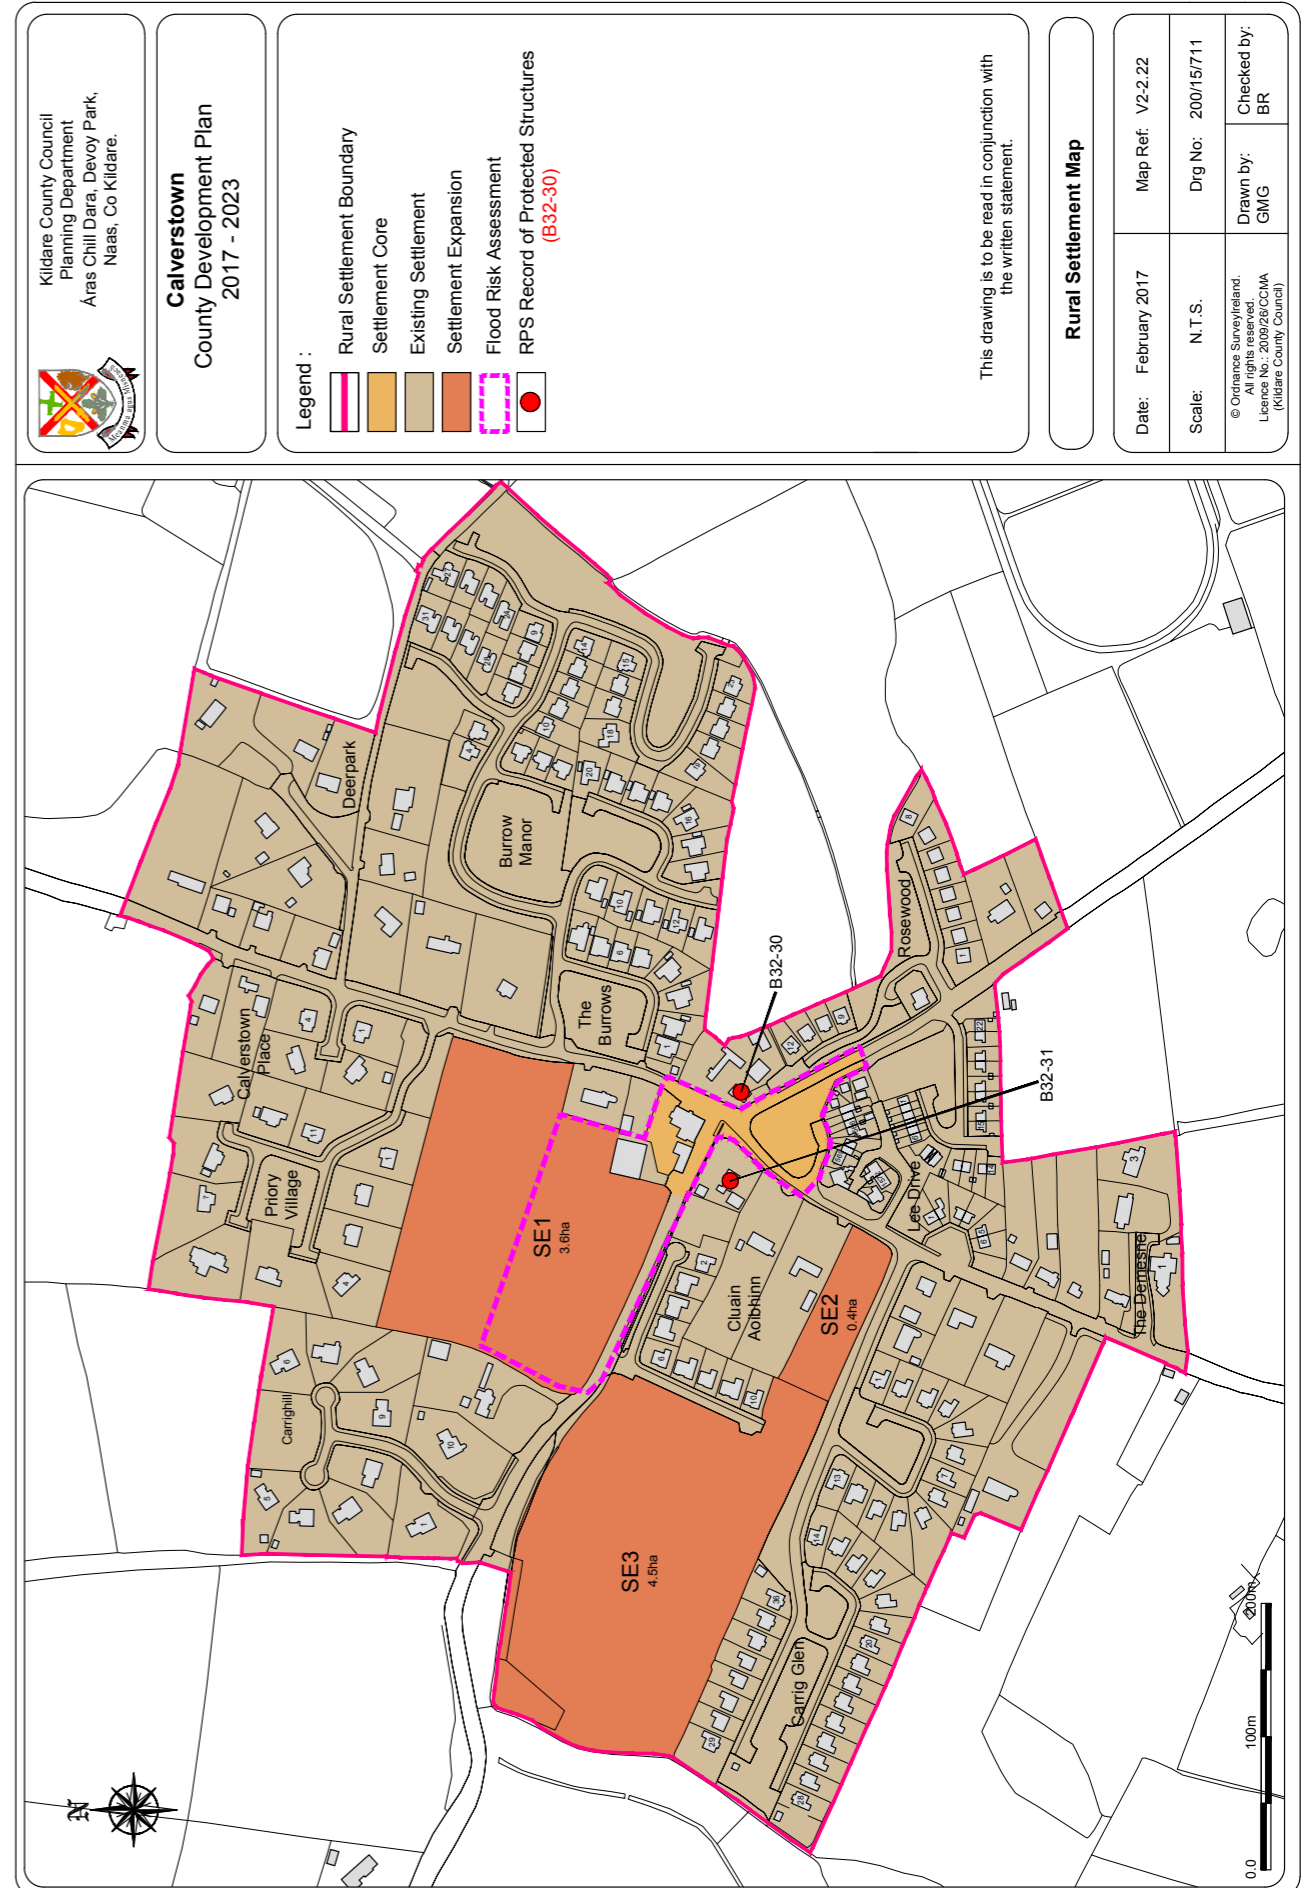 Kildare County Council
Planning Department
Áras Chill Dara, Devoy Park,
Naas, Co Kildare.
Meanma agus Misneach
Calverstown
County Development Plan
2017 - 2023
Legend :
Rural Settlement Boundary
Settlement Core
Existing Settlement
Settlement Expansion
Flood Risk Assessment
RPS Record of Protected Structures
(B32-30)
This drawing is to be read in conjunction with
the written statement.
Rural Settlement Map
Date: February 2017
Map Ref: V2-2.22
Scale: N.T.S.
Drg No: 200/15/711
© Ordnance SurveyIreland.
All rights reserved.
Licence No.: 2009/26/CCMA
(Kildare County Council)
Drawn by:
GMG
Checked by:
BR
N
Carrighill
Priory
Village
Calverstown
Place
Deerpark
Burrow
Manor
The
Burrows
SE1
3.6ha
SE3
4.5ha
Cluain
Aoibhinn
SE2
0.4ha
B32-30
B32-31
Rosewood
Lee Drive
The Demesne
Carrig Glen
0.0
100m
200m